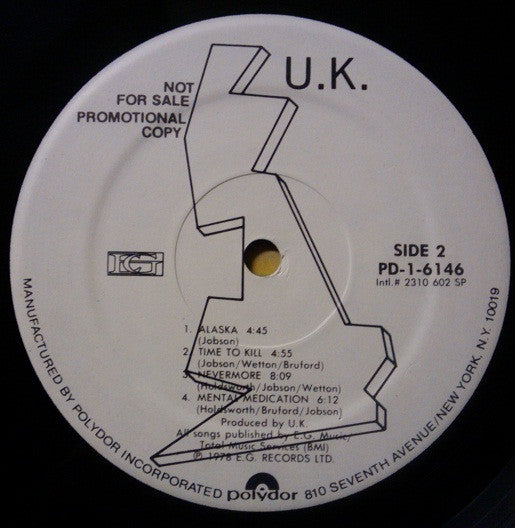 U.K.
NOT
FOR SALE
PROMOTIONAL
COPY
EG
SIDE 2
PD-1-6146
Intl.# 2310 602 SP
1. ALASKA 4:45
(Jobson)
2. TIME TO KILL 4:55
(Jobson/Wetton/Bruford)
3. NEVERMORE 8:09
(Holdsworth/Jobson/Wetton)
4. MENTAL MEDICATION 6:12
(Holdsworth/Bruford/Jobson)
Produced by U.K
All songs published by E.G. Music/
Total Music Services (BMI)
℗ 1978 E.G. RECORDS LTD.
MANUFACTURED BY POLYDOR INCORPORATED polydor 810 SEVENTH AVENUE/NEW YORK, N.Y. 10019